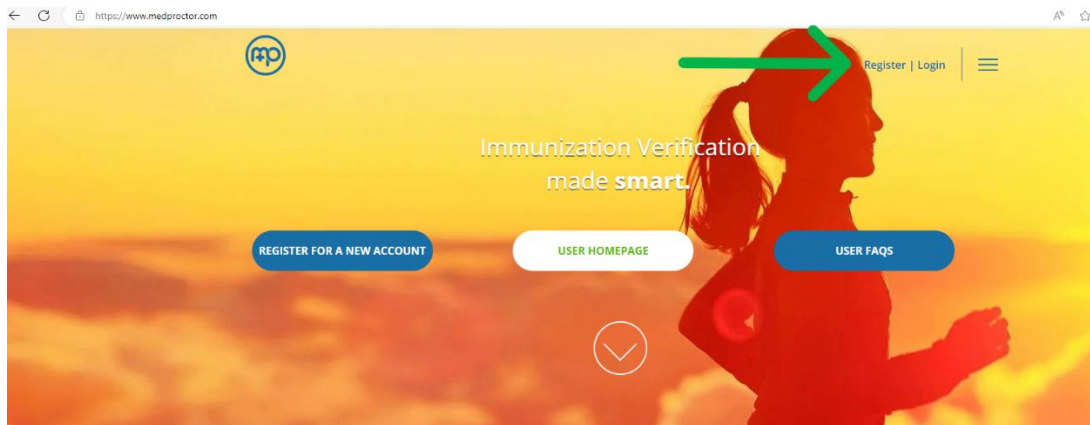 https://www.medproctor.com
mp
Register | Login
Immunization Verification
made smart.
REGISTER FOR A NEW ACCOUNT
USER HOMEPAGE
USER FAQS